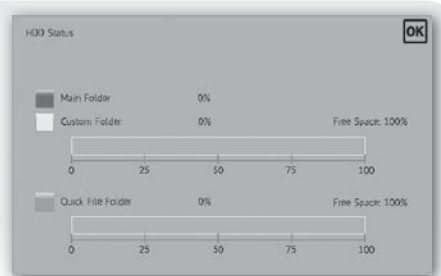 HDD Status
OK
Main Folder 0%
Custom Folder 0% Free Space: 100%
0 25 50 75 100
Quick File Folder 0% Free Space: 100%
0 25 50 75 100